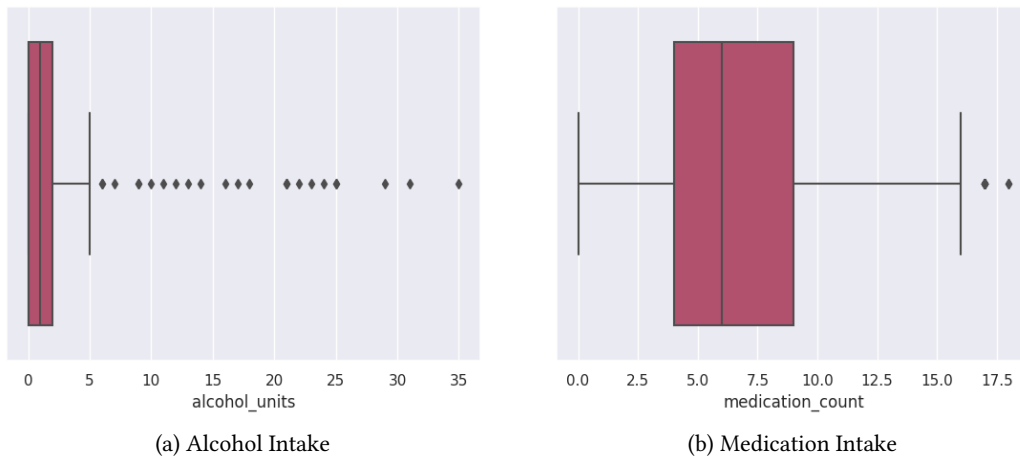 0 5 10 15 20 25 30 35
alcohol_units
(a) Alcohol Intake
0.0 2.5 5.0 7.5 10.0 12.5 15.0 17.5
medication_count
(b) Medication Intake